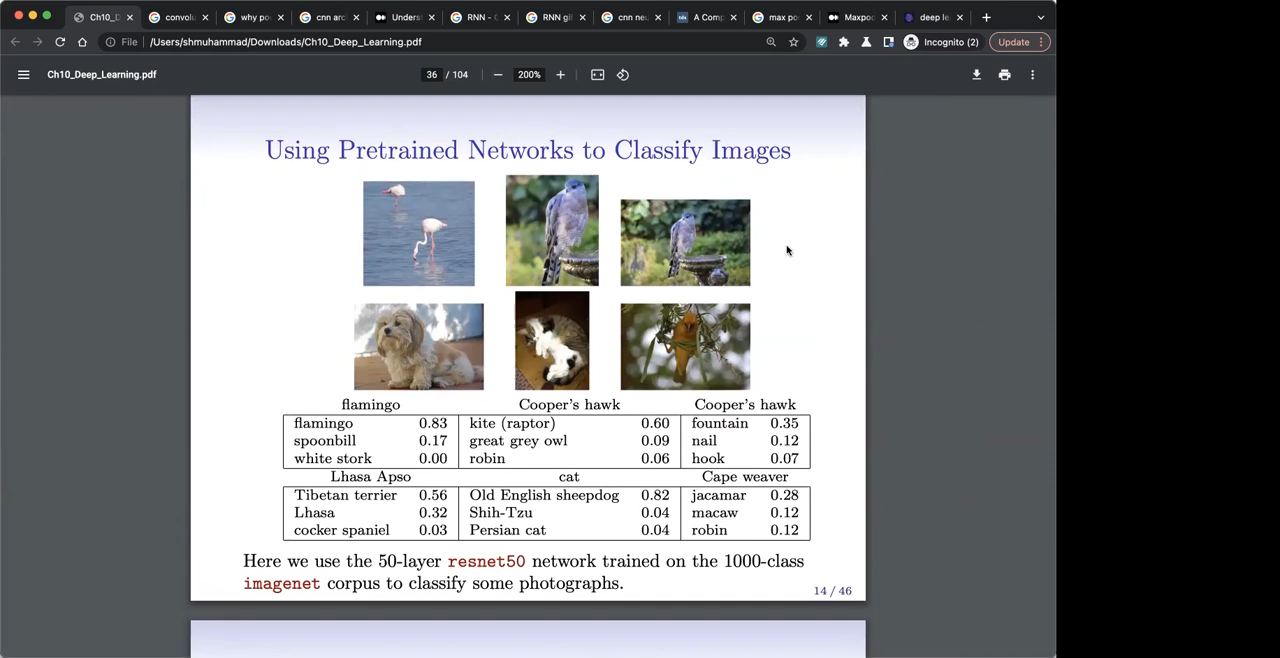 Ch10_D
convolu
why po
cnn arc
Unders
RNN - G
RNN gi
cnn neu
A Comp
max po
Maxpoo
deep le
File /Users/shmuhammad/Downloads/Ch10_Deep_Learning.pdf
Incognito (2)
Update
Ch10_Deep_Learning.pdf
36 / 104
200%
Using Pretrained Networks to Classify Images
flamingo Cooper's hawk Cooper's hawk
flamingo 0.83 kite (raptor) 0.60 fountain 0.35
spoonbill 0.17 great grey owl 0.09 nail 0.12
white stork 0.00 robin 0.06 hook 0.07
Lhasa Apso cat Cape weaver
Tibetan terrier 0.56 Old English sheepdog 0.82 jacamar 0.28
Lhasa 0.32 Shih-Tzu 0.04 macaw 0.12
cocker spaniel 0.03 Persian cat 0.04 robin 0.12
Here we use the 50-layer resnet50 network trained on the 1000-class
imagenet corpus to classify some photographs.
14 / 46